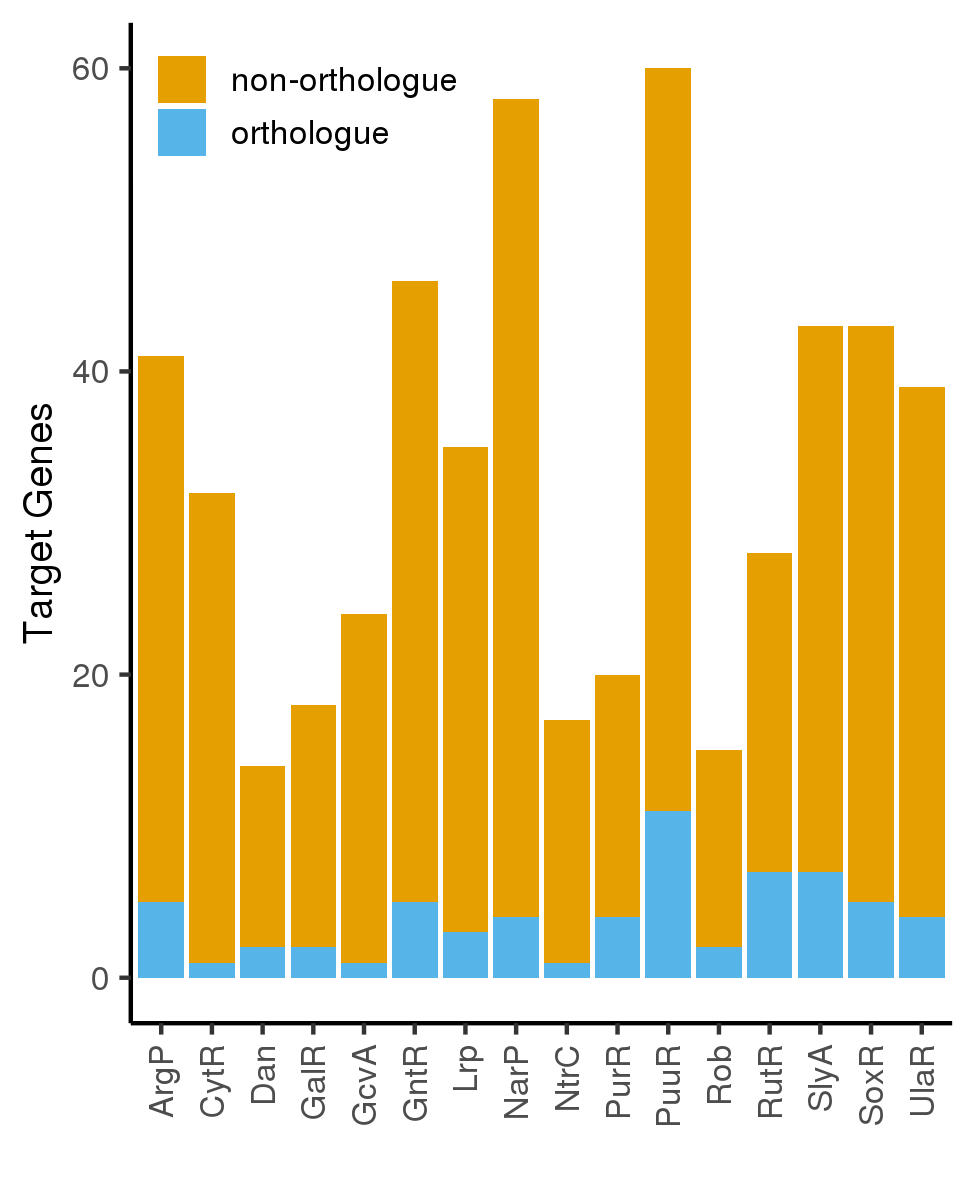 non-orthologue
orthologue
Target Genes
60
40
20
0
ArgP
CytR
Dan
GalR
GcvA
GntR
Lrp
NarP
NtrC
PurR
PuuR
Rob
RutR
SlyA
SoxR
UlaR